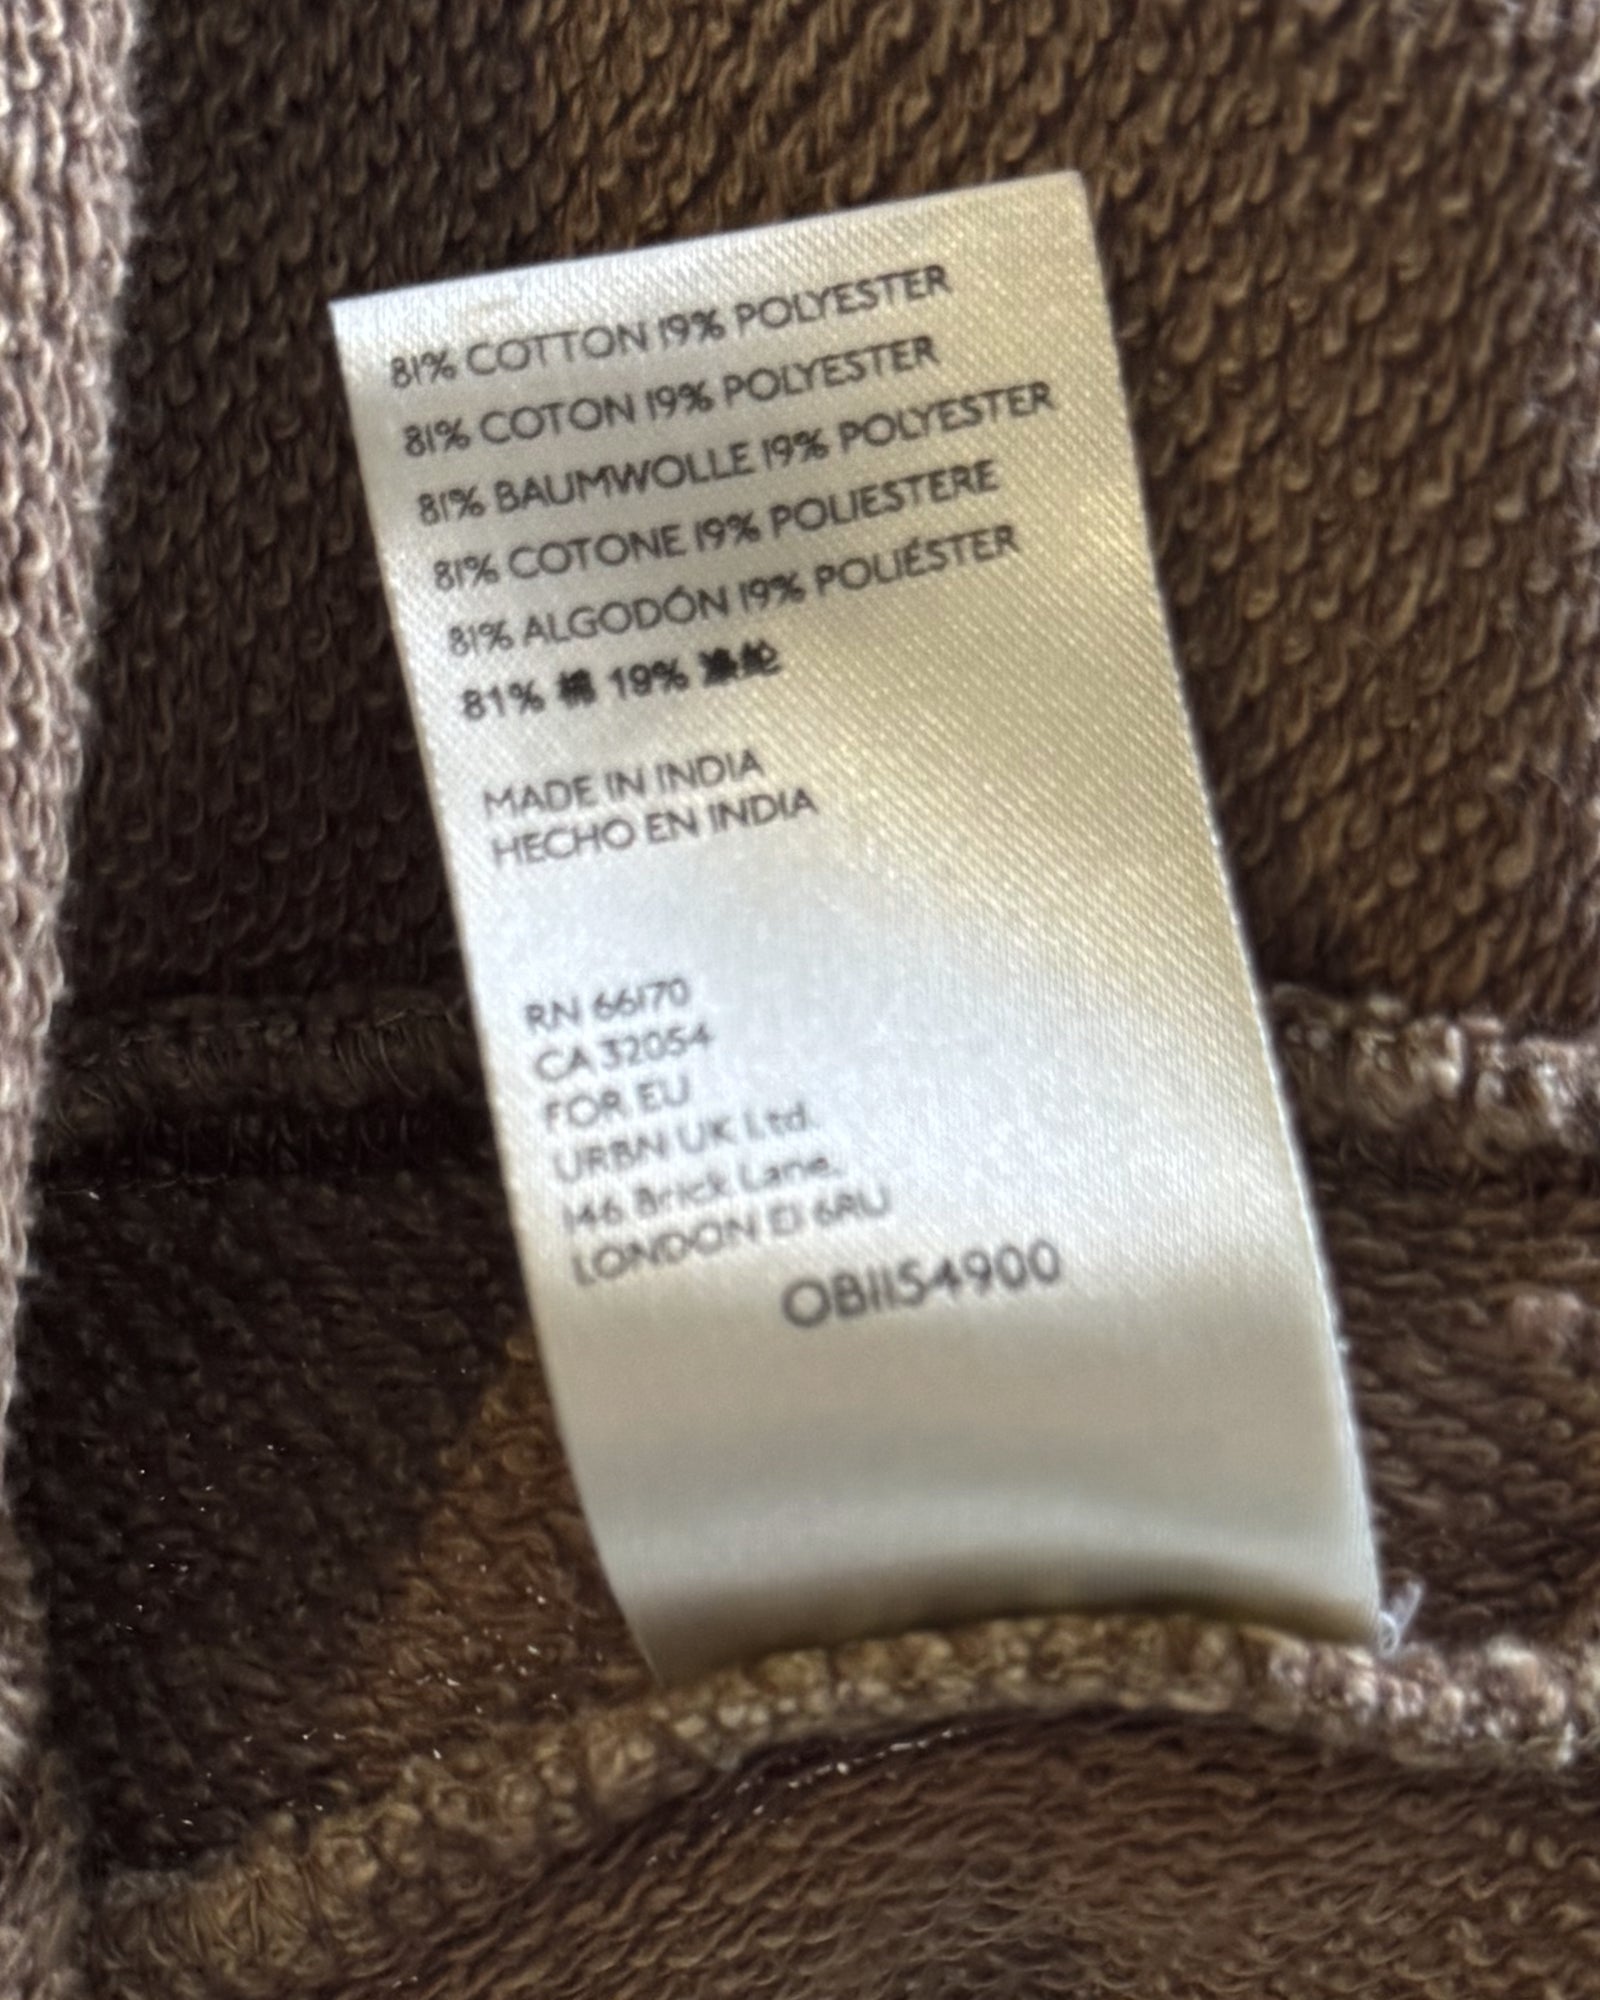 81% COTTON 19% POLYESTER
81% COTON 19% POLYESTER
81% BAUMWOLLE 19% POLYESTER
81% COTONE 19% POLIESTERE
81% ALGODÓN 19% POLIÉSTER
81% 棉 19% 涤纶
MADE IN INDIA
HECHO EN INDIA
RN 66170
CA 32054
FOR EU
URBN UK Ltd.
146 Brick Lane,
LONDON E1 6RU
OB1154900